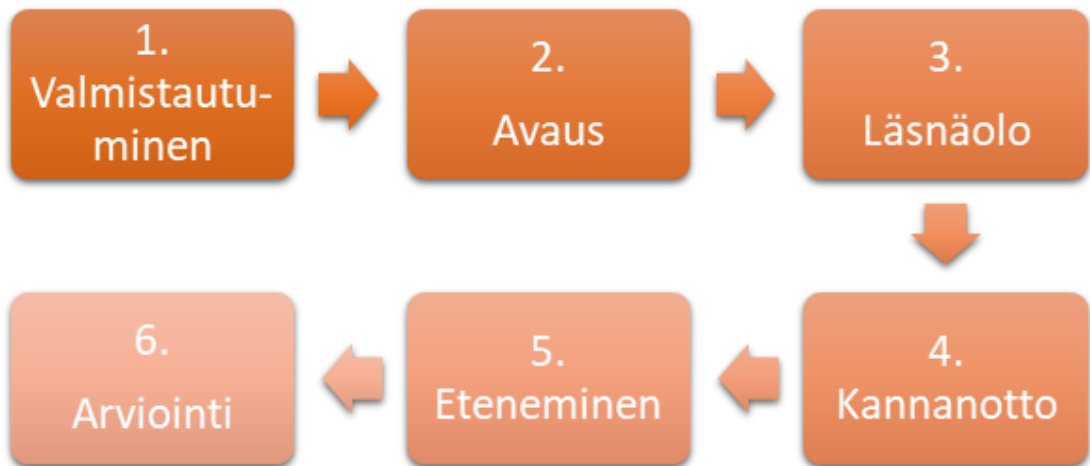 1.
Valmistautu-
minen
2.
Avaus
3.
Läsnäolo
4.
Kannanotto
5.
Eteneminen
6.
Arviointi